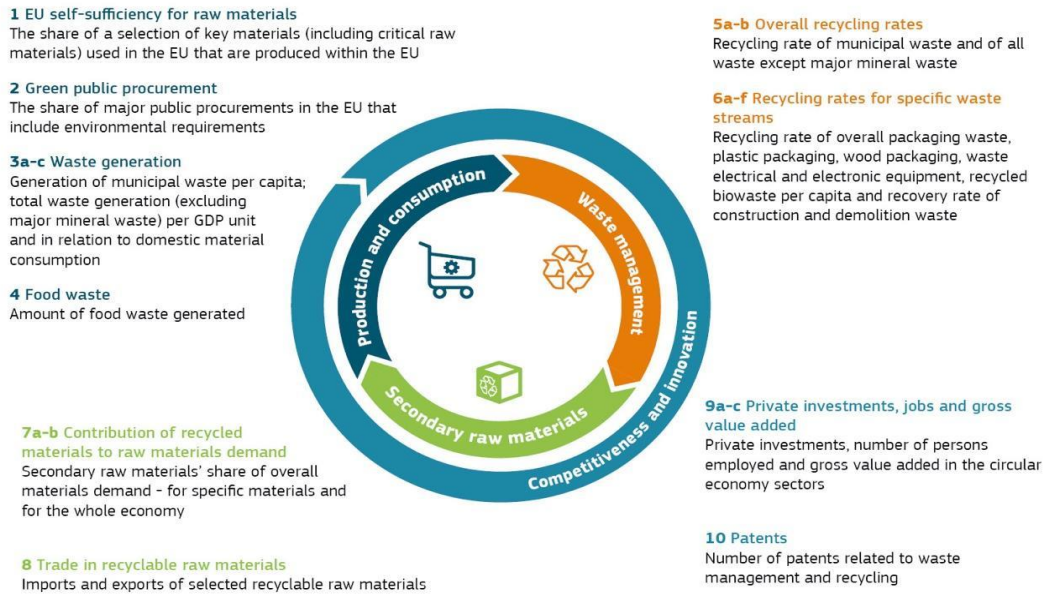 1 EU self-sufficiency for raw materials
The share of a selection of key materials (including critical raw
materials) used in the EU that are produced within the EU
2 Green public procurement
The share of major public procurements in the EU that
include environmental requirements
3a-c Waste generation
Generation of municipal waste per capita;
total waste generation (excluding
major mineral waste) per GDP unit
and in relation to domestic material
consumption
4 Food waste
Amount of food waste generated
5a-b Overall recycling rates
Recycling rate of municipal waste and of all
waste except major mineral waste
6a-f Recycling rates for specific waste
streams
Recycling rate of overall packaging waste,
plastic packaging, wood packaging, waste
electrical and electronic equipment, recycled
biowaste per capita and recovery rate of
construction and demolition waste
Production and consumption
Waste management
Secondary raw materials
Competitiveness and innovation
7a-b Contribution of recycled
materials to raw materials demand
Secondary raw materials' share of overall
materials demand - for specific materials and
for the whole economy
8 Trade in recyclable raw materials
Imports and exports of selected recyclable raw materials
9a-c Private investments, jobs and gross
value added
Private investments, number of persons
employed and gross value added in the circular
economy sectors
10 Patents
Number of patents related to waste
management and recycling